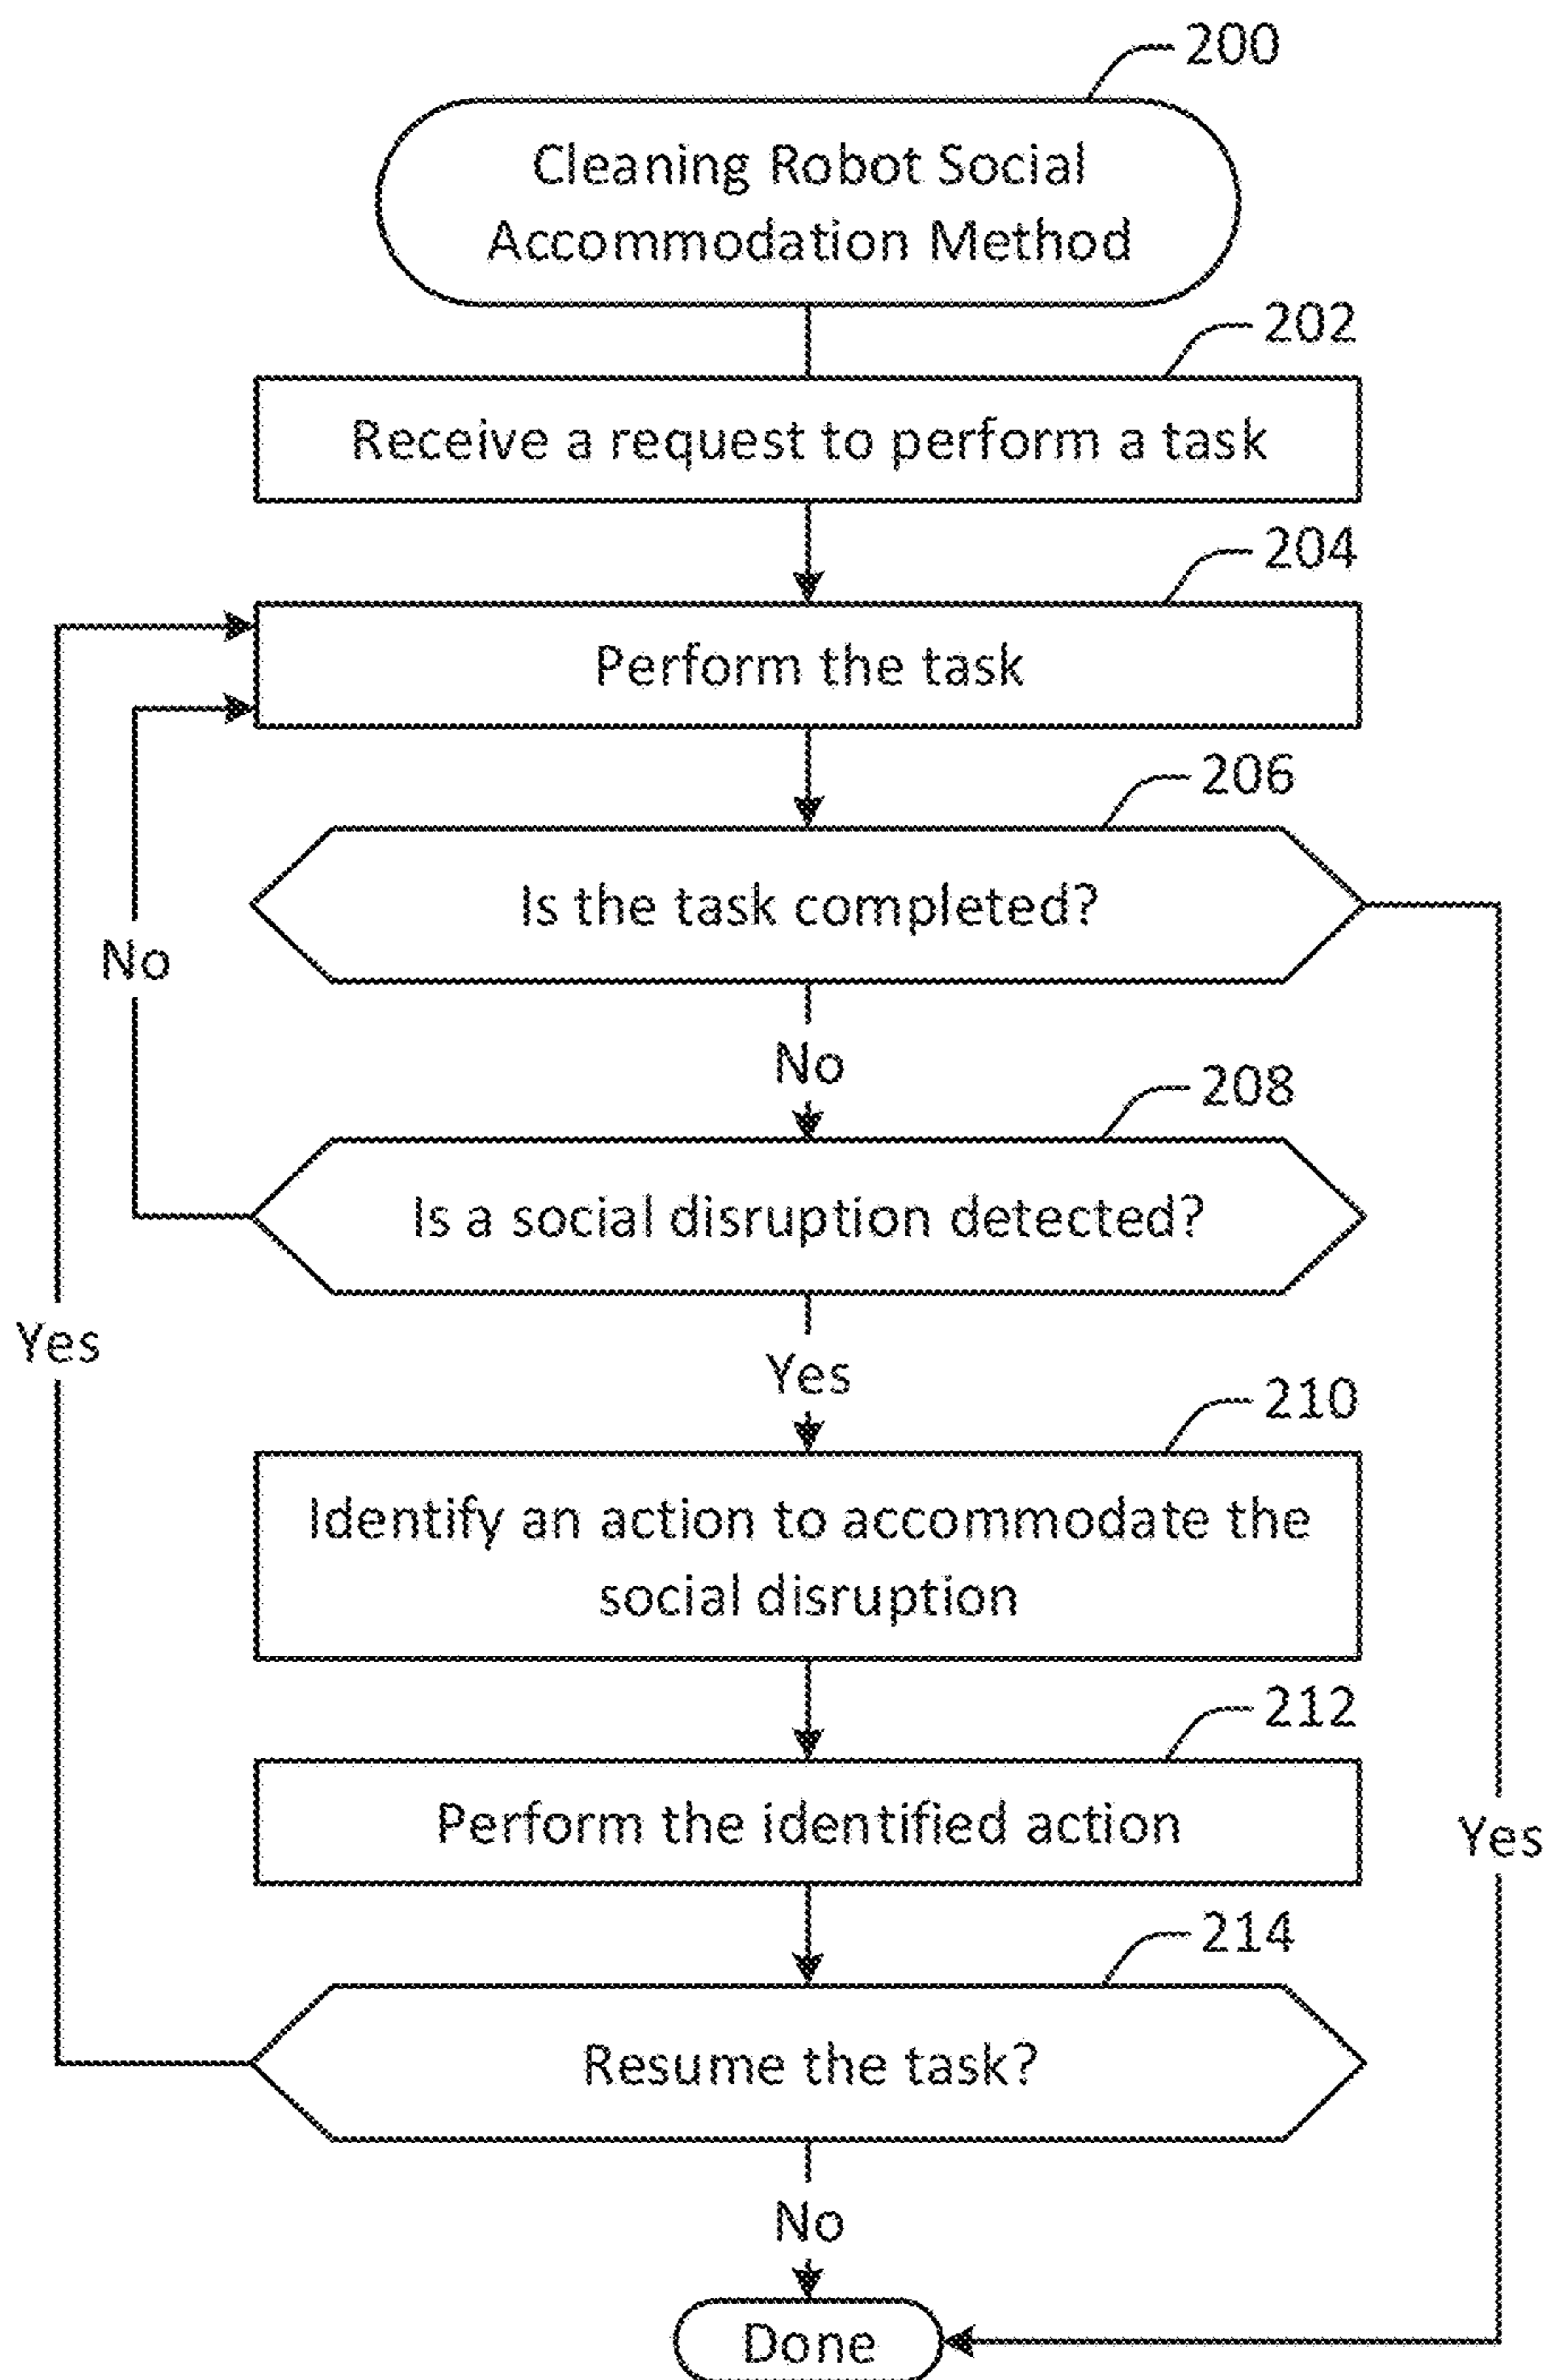 200
Cleaning Robot Social
Accommodation Method
202
Receive a request to perform a task
204
Perform the task
206
Is the task completed?
No
No
208
Is a social disruption detected?
Yes
Yes
210
Identify an action to accommodate the
social disruption
212
Perform the identified action
Yes
214
Resume the task?
No
Done